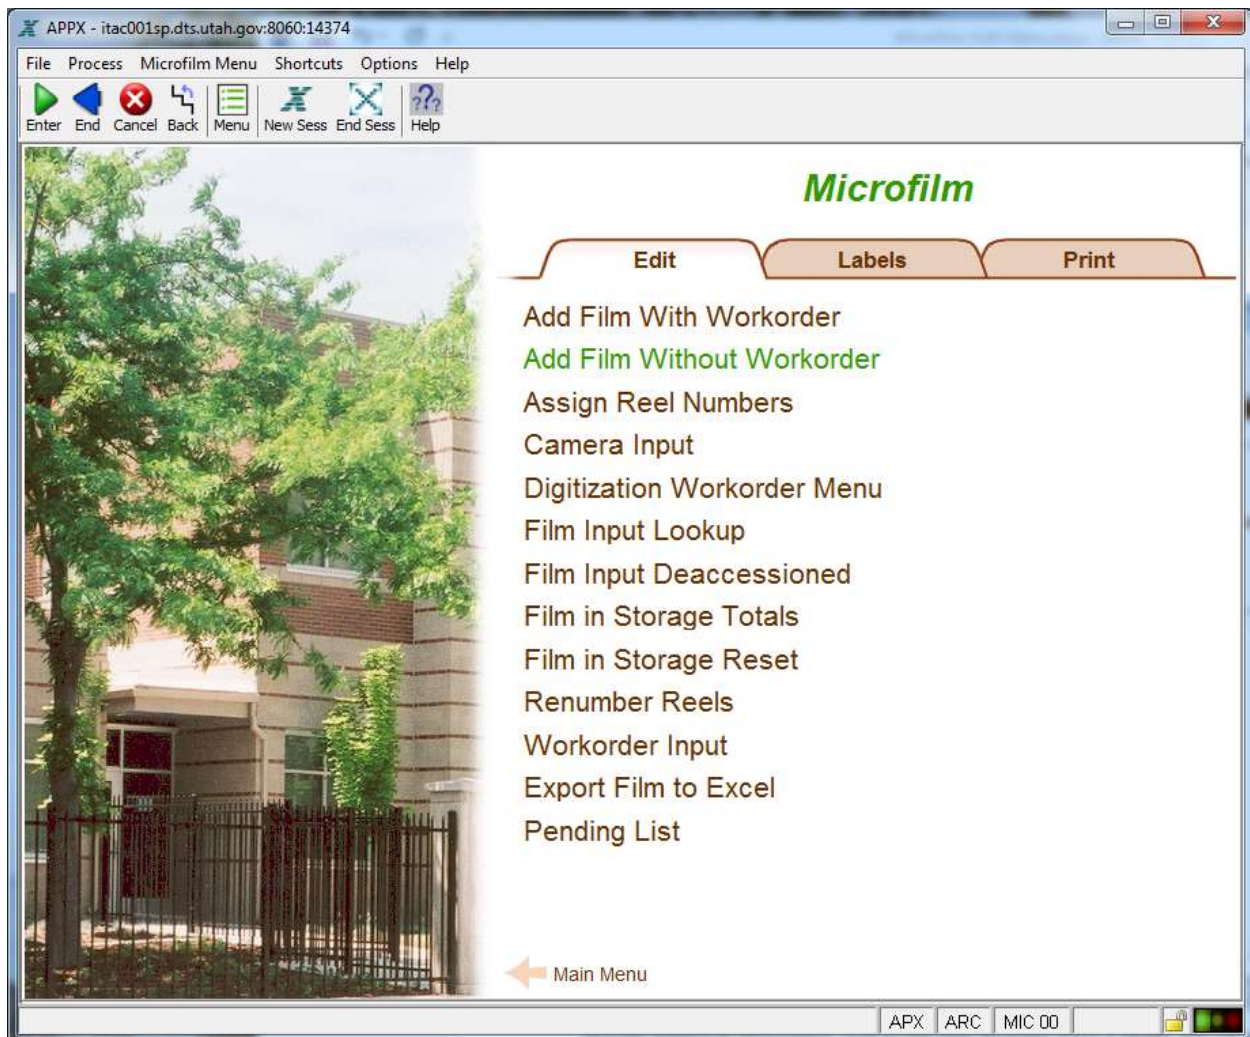 APPX - itac001sp.dts.utah.gov:8060:14374
File Process Microfilm Menu Shortcuts Options Help
Enter End Cancel Back Menu New Sess End Sess Help
Microfilm
Edit Labels Print
Add Film With Workorder
Add Film Without Workorder
Assign Reel Numbers
Camera Input
Digitization Workorder Menu
Film Input Lookup
Film Input Deaccessioned
Film in Storage Totals
Film in Storage Reset
Renumber Reels
Workorder Input
Export Film to Excel
Pending List
Main Menu
APX ARC MIC 00